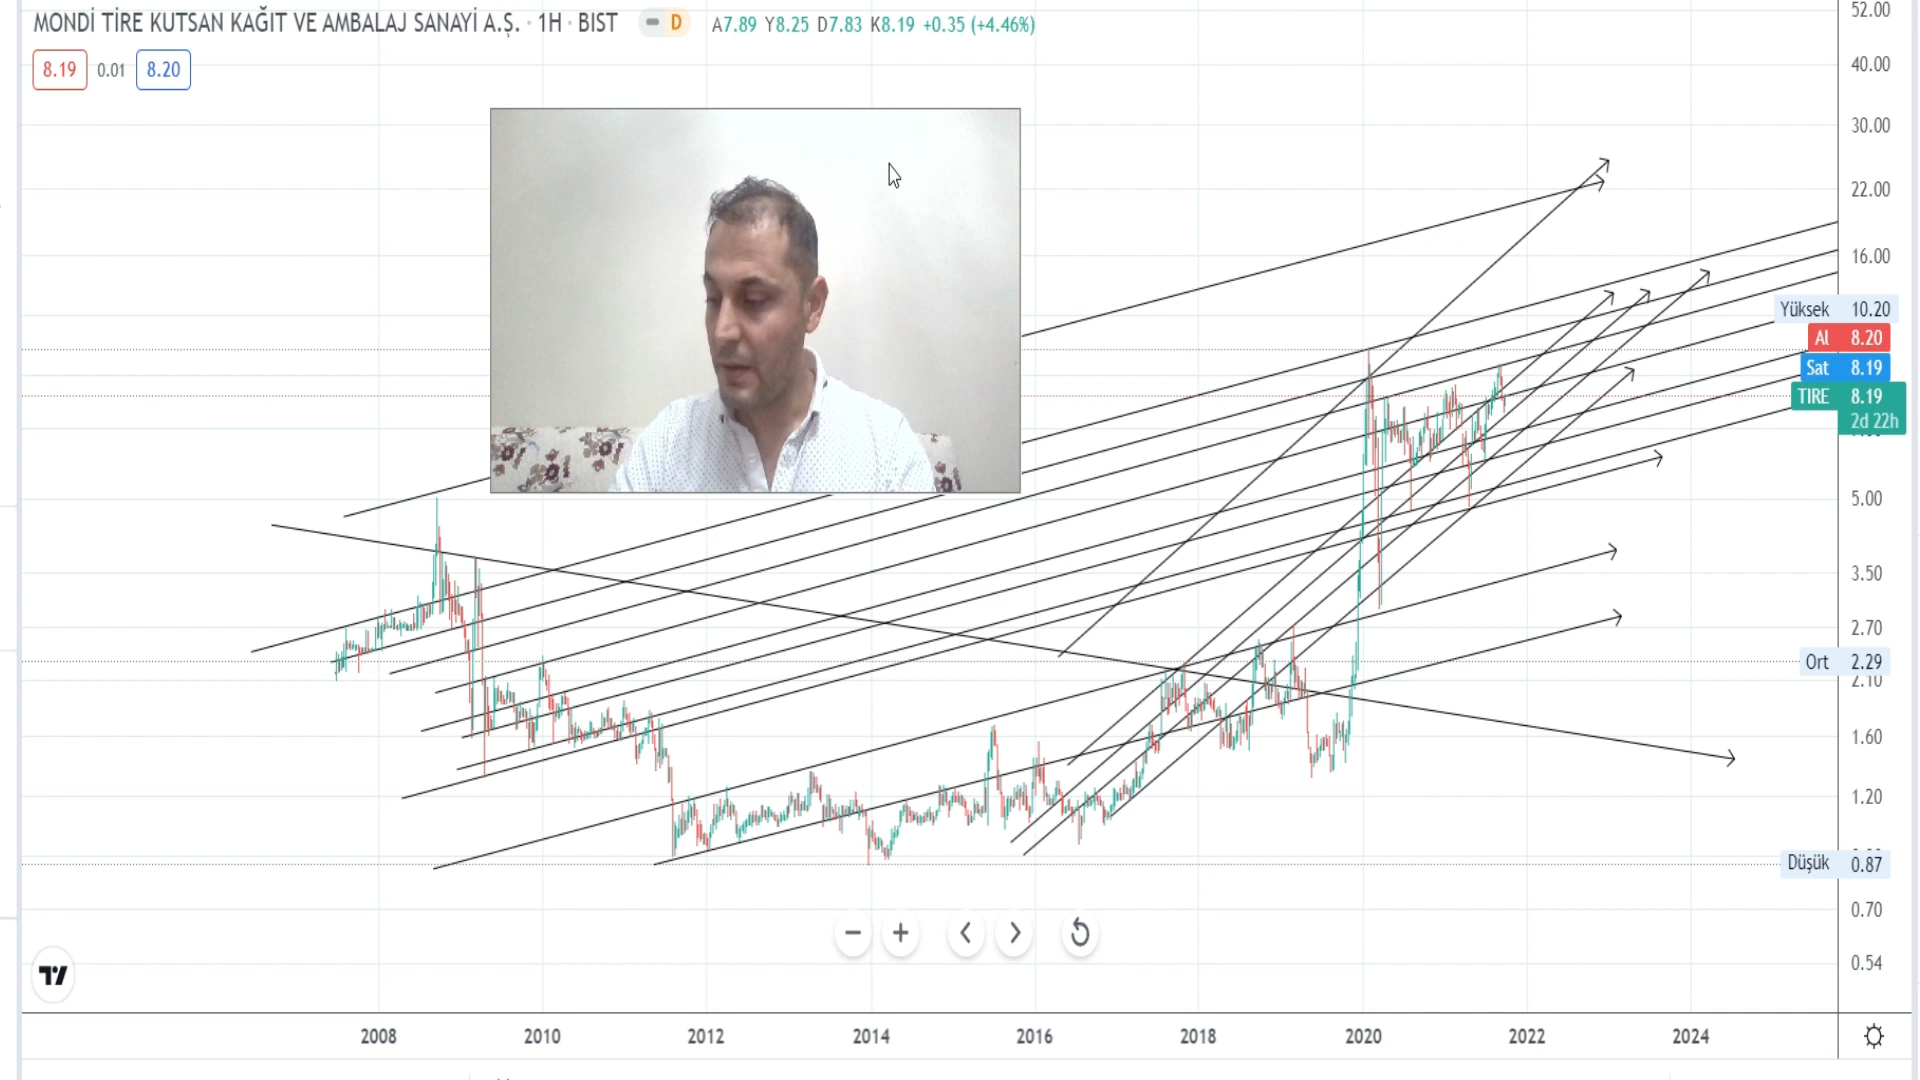 MONDİ TİRE KUTSAN KAĞIT VE AMBALAJ SANAYİ A.Ş. · 1H · BIST D A7.89 Y8.25 D7.83 K8.19 +0.35 (+4.46%)
8.19 0.01 8.20
52.00
40.00
30.00
22.00
16.00
Yüksek 10.20
Al 8.20
Sat 8.19
TIRE 8.19
2d 22h
5.00
3.50
2.70
Ort 2.29
2.10
1.60
1.20
Düşük 0.87
0.70
0.54
2008 2010 2012 2014 2016 2018 2020 2022 2024